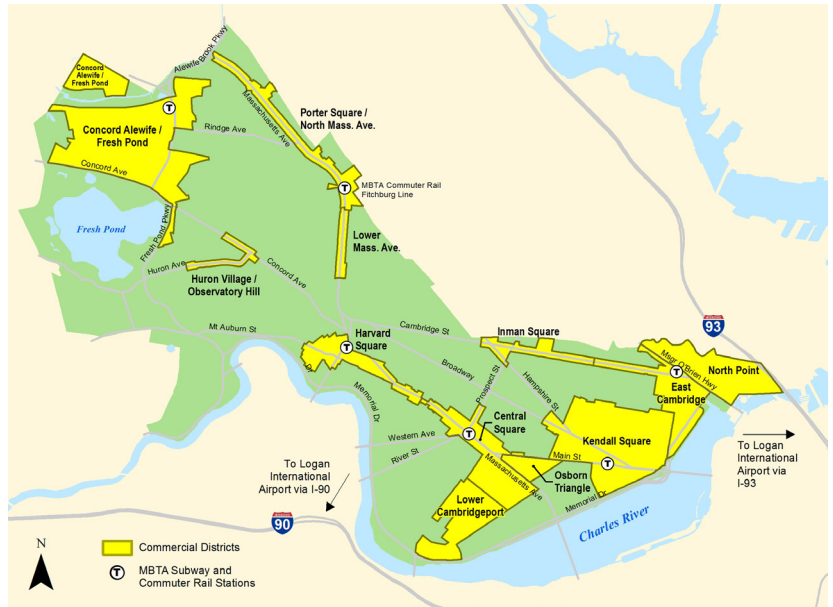 Concord
Alewife /
Fresh Pond
Alewife Brook Pkwy
T
Concord Alewife /
Fresh Pond
Rindge Ave
Massachusetts Ave
Porter Square /
North Mass. Ave.
Concord Ave
T
MBTA Commuter Rail
Fitchburg Line
Fresh Pond
Fresh Pond Pkwy
Lower
Mass. Ave.
Huron Ave
Huron Village /
Observatory Hill
Concord Ave
Mt Auburn St
Harvard
Square
T
Cambridge St
Inman Square
93
Msgr O'Brien Hwy
North Point
T
East
Cambridge
Broadway
Prospect St
Hampshire St
Dr
Memorial Dr
Central
Square
Western Ave
T
Kendall Square
River St
Main St
T
To Logan
International
Airport via
I-93
To Logan
International
Airport via I-90
Massachusetts Ave
Osborn
Triangle
Lower
Cambridgeport
Memorial Dr
Charles River
90
N
Commercial Districts
T
MBTA Subway and
Commuter Rail Stations